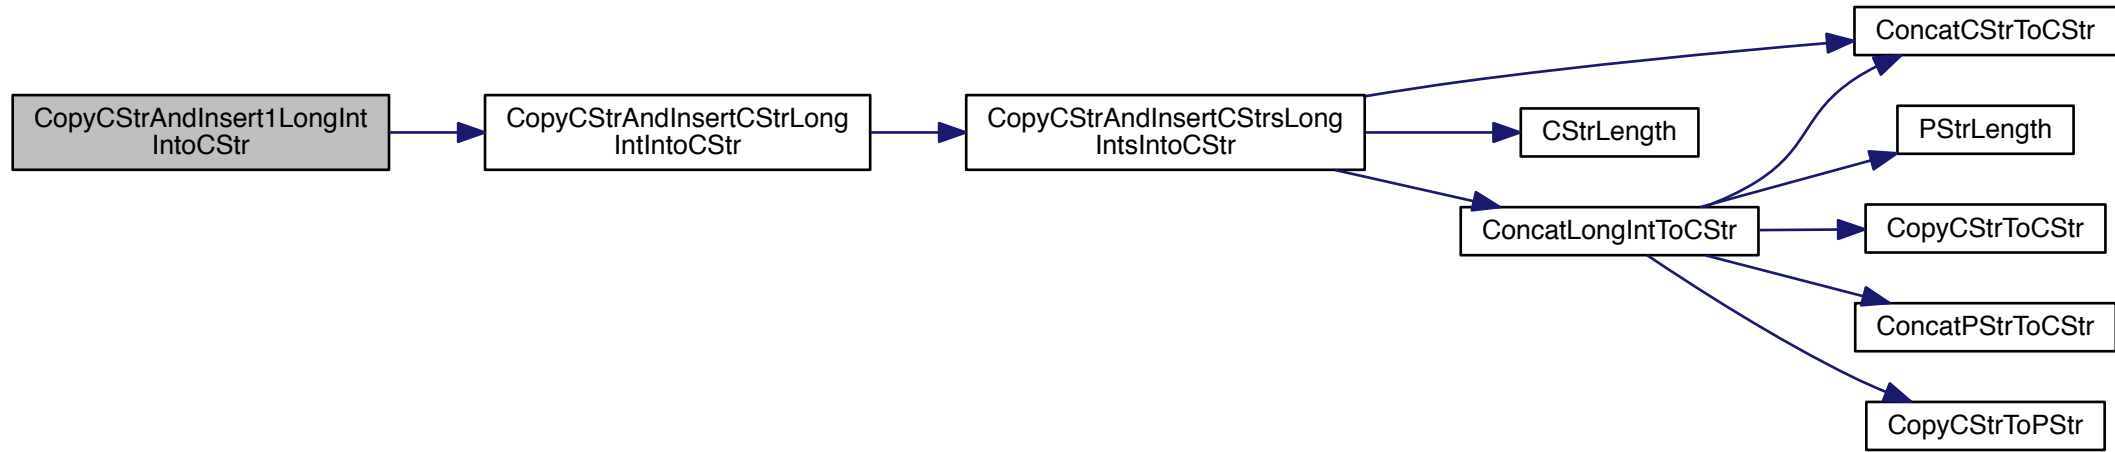 CopyCStrAndInsert1LongInt
IntoCStr
CopyCStrAndInsertCStrLong
IntIntoCStr
CopyCStrAndInsertCStrsLong
IntsIntoCStr
ConcatCStrToCStr
CStrLength
PStrLength
ConcatLongIntToCStr
CopyCStrToCStr
ConcatPStrToCStr
CopyCStrToPStr